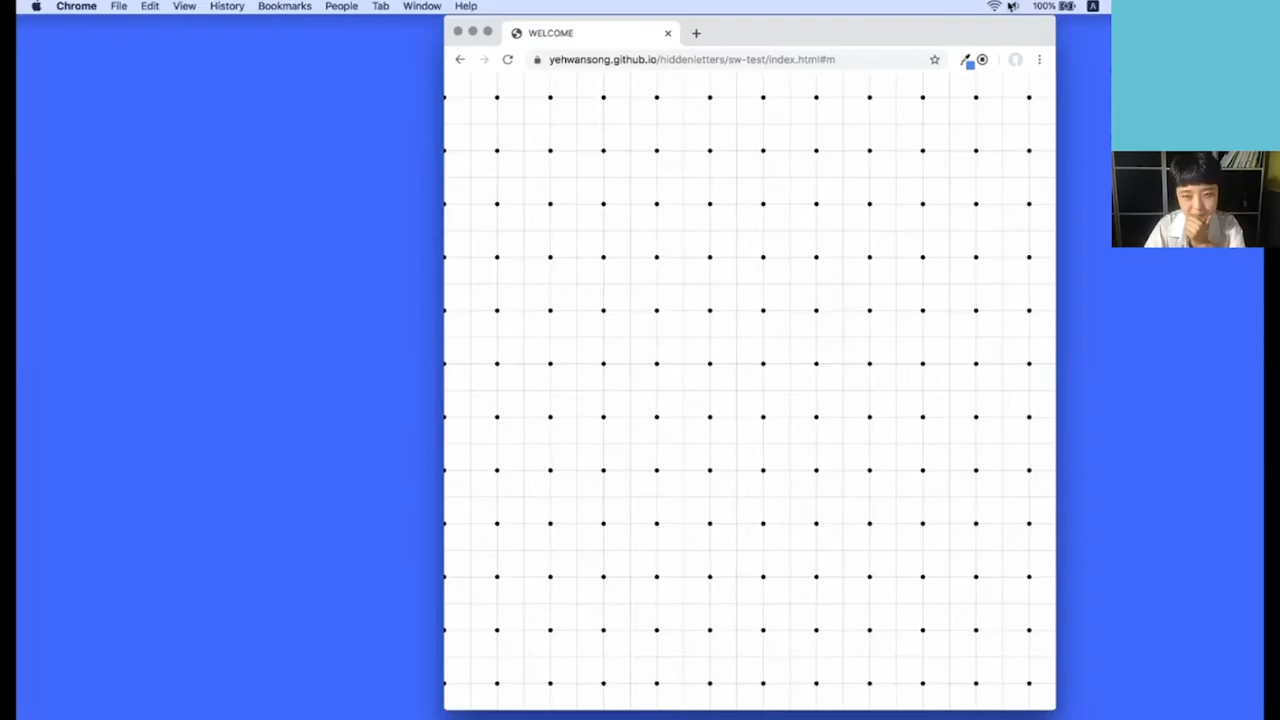 Chrome File Edit View History Bookmarks People Tab Window Help 100% A
WELCOME
yehwansong.github.io/hiddenletters/sw-test/index.html#m